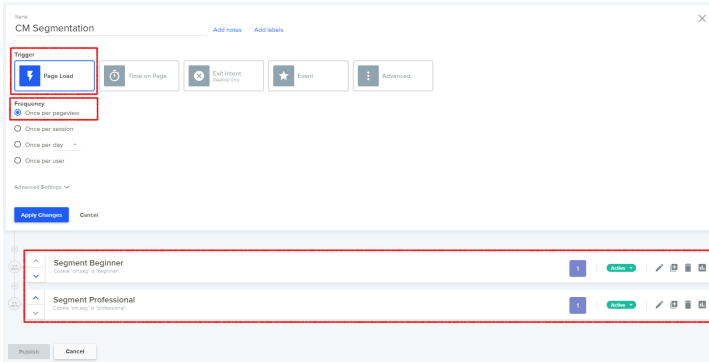 Name
CM Segmentation
Add notes Add labels
Trigger
Page Load
Time on Page
Exit Intent
Desktop only
Event
Advanced
Frequency
Once per pageview
Once per session
Once per day
Once per user
Advanced Settings
Apply Changes Cancel
Segment Beginner
Cookie "cm.seg" is "beginner".
1 Active
Segment Professional
Cookie "cm.seg" is "professional".
1 Active
Publish Cancel